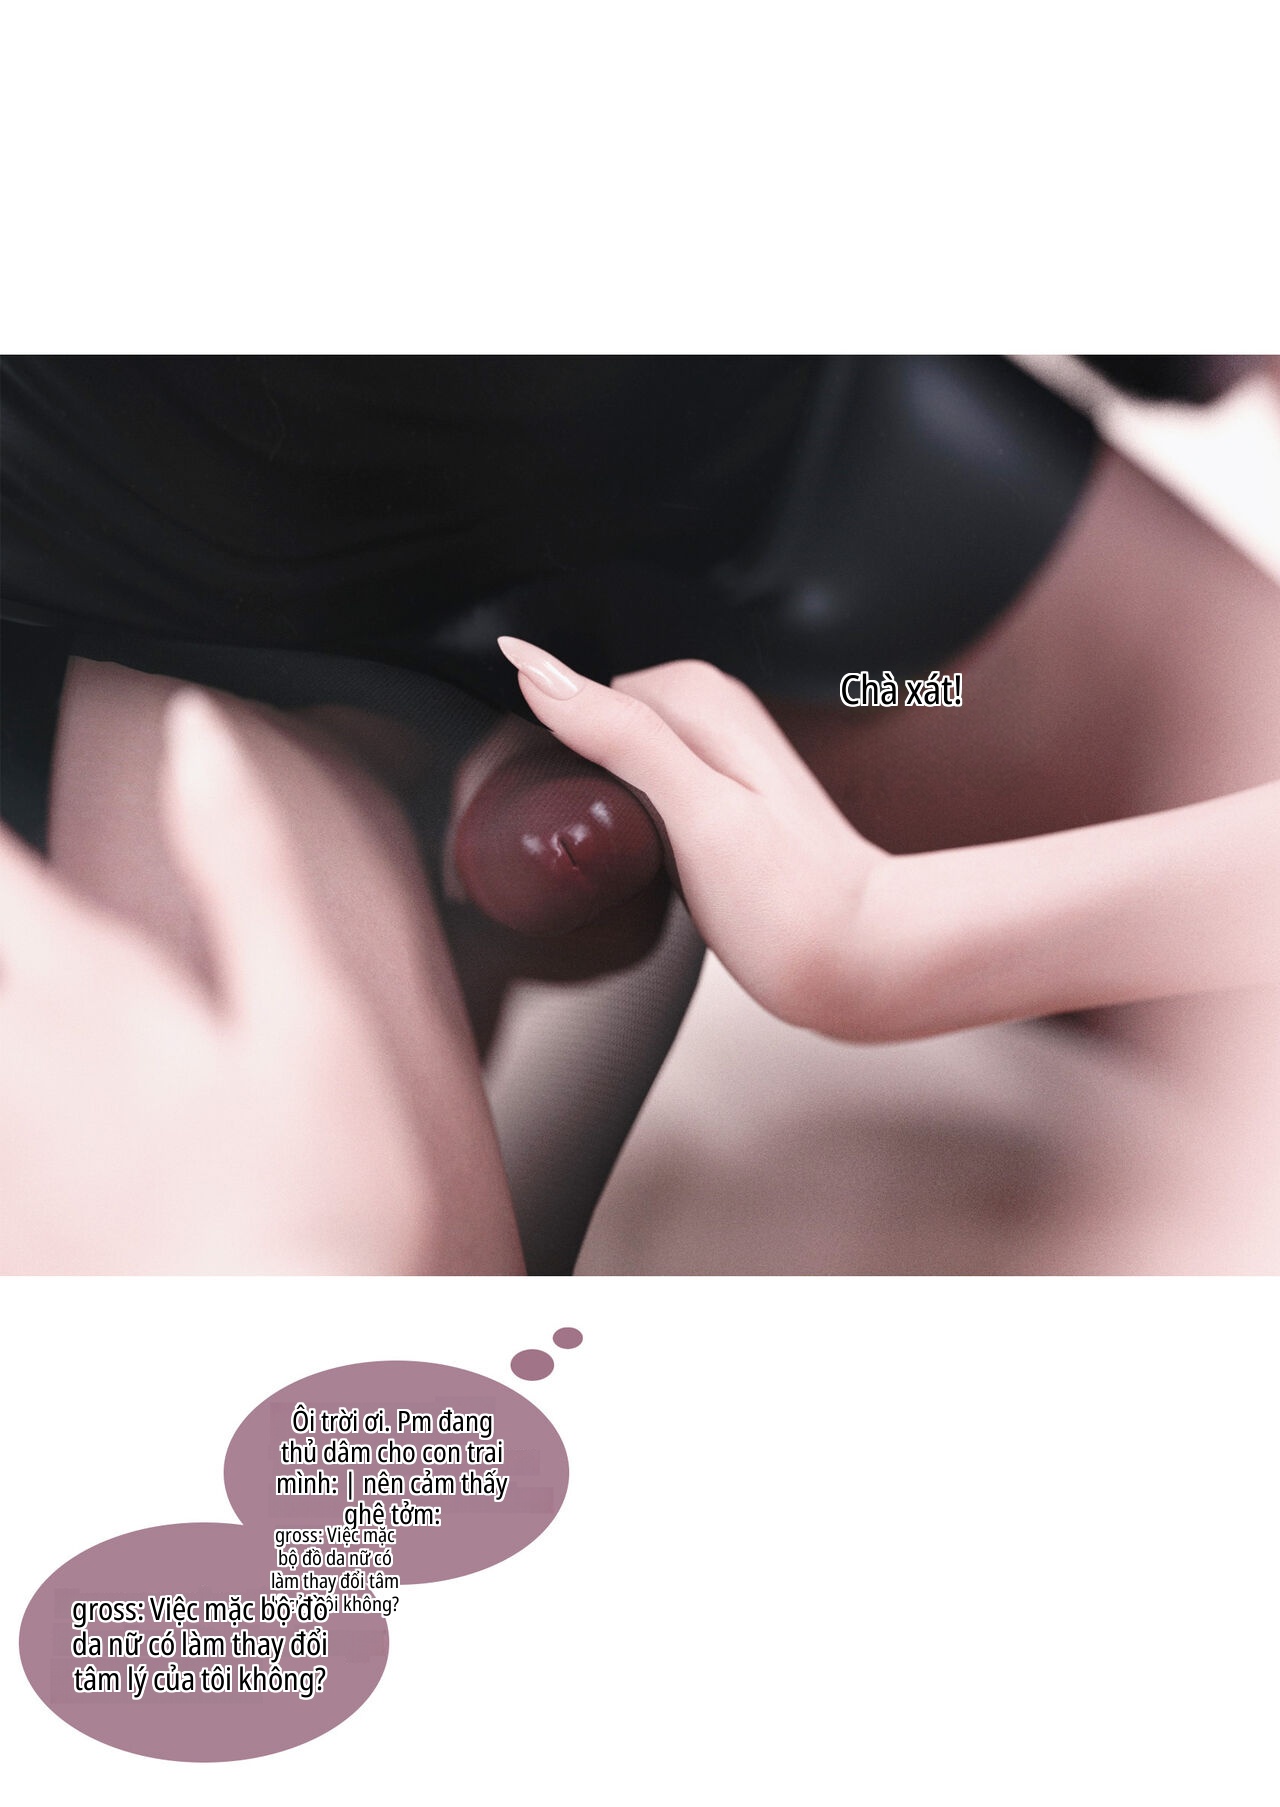 Chà xát!
Ôi trời ơi. Pm đang
thủ dâm cho con trai
mình: | nên cảm thấy
ghê tởm:
gross: Việc mặc
bộ đồ da nữ có
làm thay đổi tâm
tôi không?
gross: Việc mặc bộ đồ
da nữ có làm thay đổi
tâm lý của tôi không?